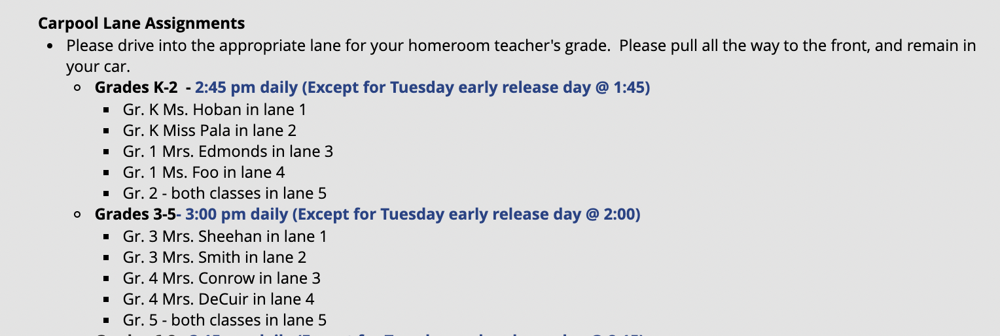 Carpool Lane Assignments
Please drive into the appropriate lane for your homeroom teacher's grade.  Please pull all the way to the front, and remain in
your car.
Grades K-2  - 2:45 pm daily (Except for Tuesday early release day @ 1:45)
Gr. K Ms. Hoban in lane 1
Gr. K Miss Pala in lane 2
Gr. 1 Mrs. Edmonds in lane 3
Gr. 1 Ms. Foo in lane 4
Gr. 2 - both classes in lane 5
Grades 3-5- 3:00 pm daily (Except for Tuesday early release day @ 2:00)
Gr. 3 Mrs. Sheehan in lane 1
Gr. 3 Mrs. Smith in lane 2
Gr. 4 Mrs. Conrow in lane 3
Gr. 4 Mrs. DeCuir in lane 4
Gr. 5 - both classes in lane 5